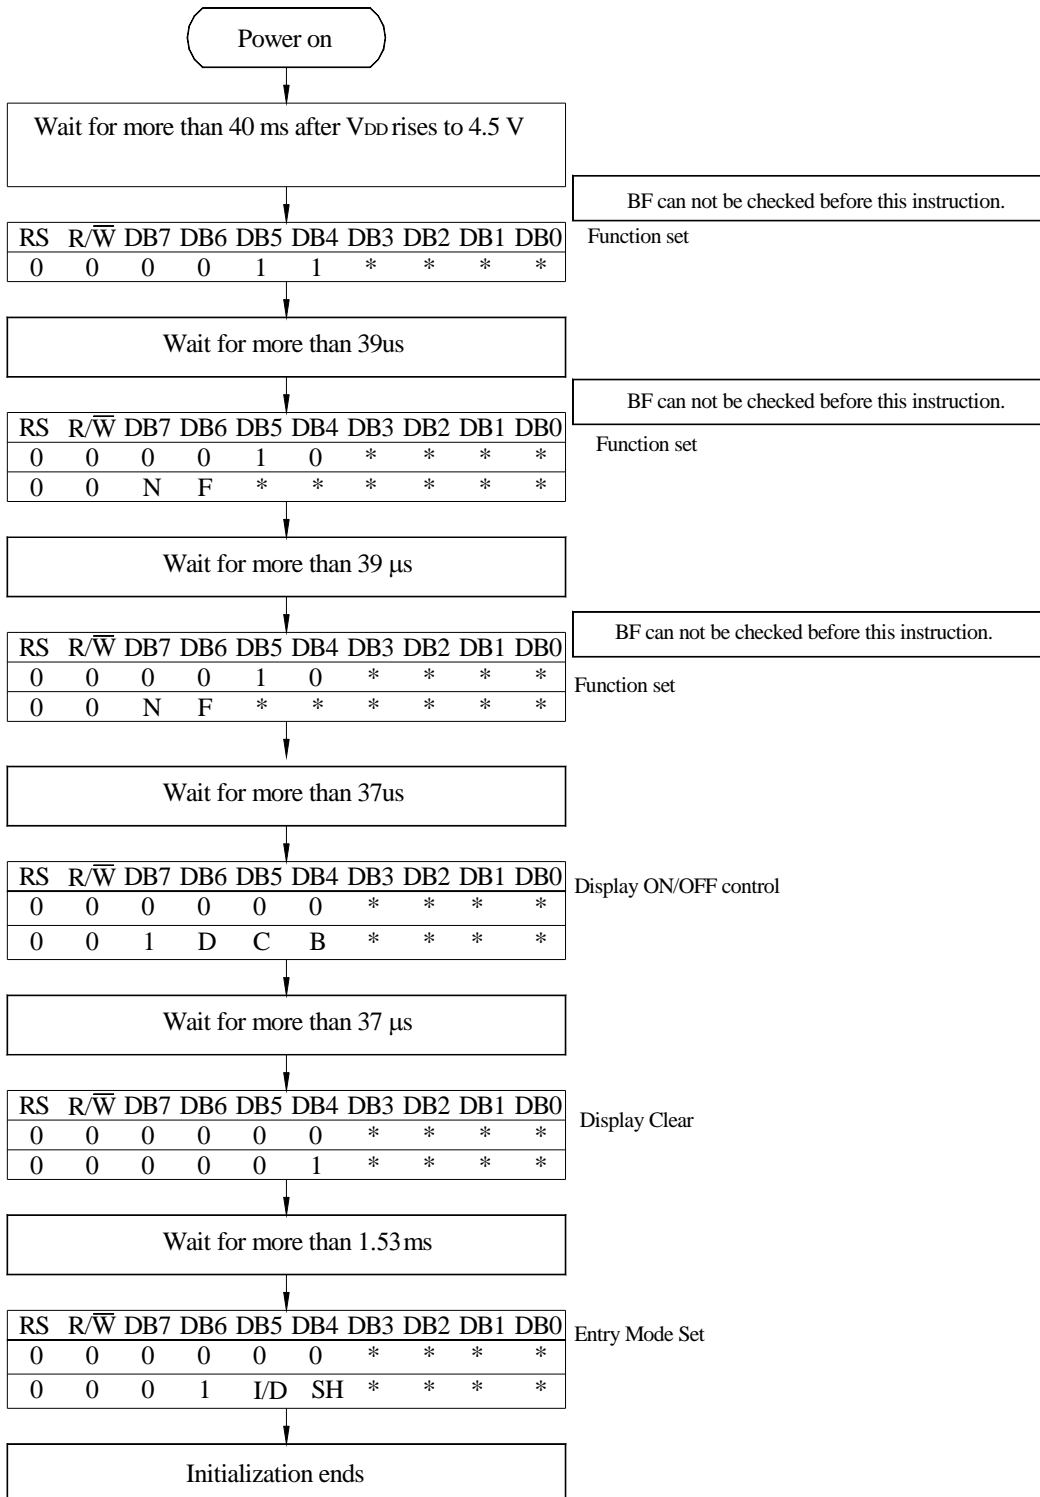 Power on
Wait for more than 40 ms after VDD rises to 4.5 V
BF can not be checked before this instruction.
RS R/W̅ DB7 DB6 DB5 DB4 DB3 DB2 DB1 DB0
Function set
0 0 0 0 1 1 * * * *
Wait for more than 39us
BF can not be checked before this instruction.
RS R/W̅ DB7 DB6 DB5 DB4 DB3 DB2 DB1 DB0
Function set
0 0 0 0 1 0 * * * *
0 0 N F * * * * * *
Wait for more than 39 μs
BF can not be checked before this instruction.
RS R/W̅ DB7 DB6 DB5 DB4 DB3 DB2 DB1 DB0
0 0 0 0 1 0 * * * *
Function set
0 0 N F * * * * * *
Wait for more than 37us
RS R/W̅ DB7 DB6 DB5 DB4 DB3 DB2 DB1 DB0
Display ON/OFF control
0 0 0 0 0 0 * * * *
0 0 1 D C B * * * *
Wait for more than 37 μs
RS R/W̅ DB7 DB6 DB5 DB4 DB3 DB2 DB1 DB0
Display Clear
0 0 0 0 0 0 * * * *
0 0 0 0 0 1 * * * *
Wait for more than 1.53ms
RS R/W̅ DB7 DB6 DB5 DB4 DB3 DB2 DB1 DB0
Entry Mode Set
0 0 0 0 0 0 * * * *
0 0 0 1 I/D SH * * * *
Initialization ends